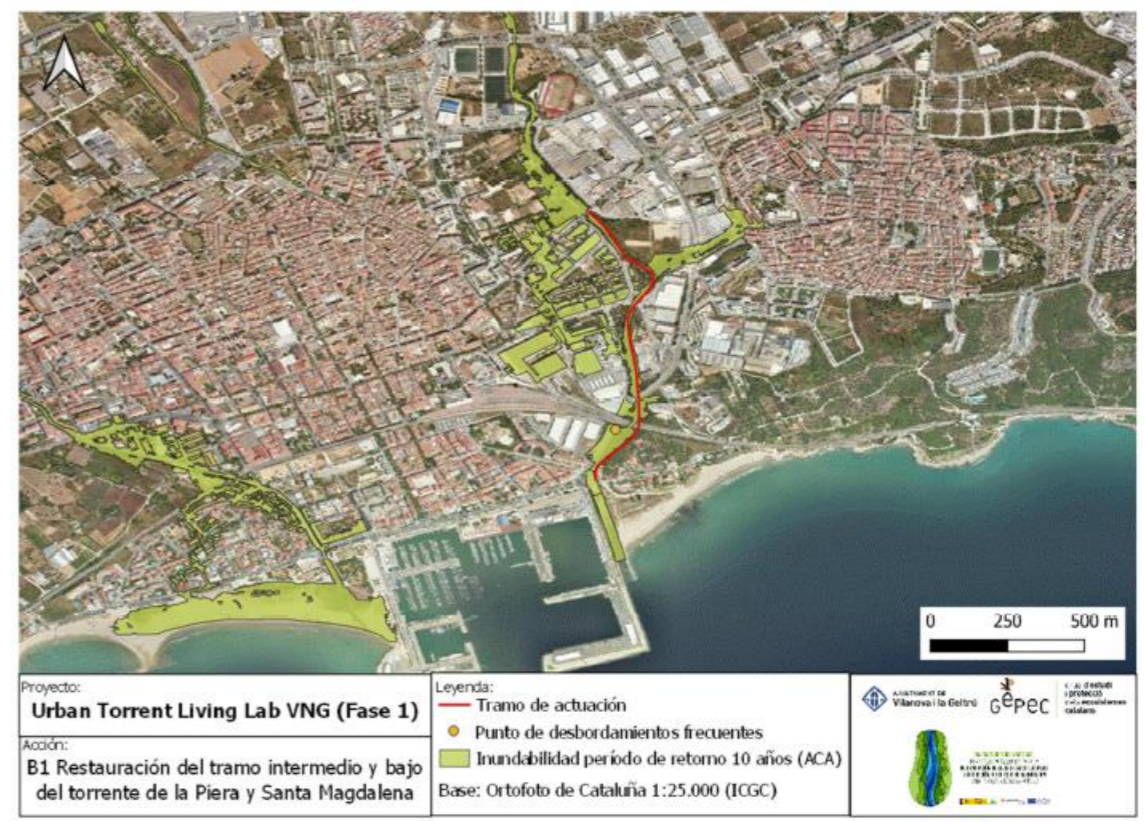 0 250 500 m
Proyecto:
Urban Torrent Living Lab VNG (Fase 1)
Acción:
B1 Restauración del tramo intermedio y bajo
del torrente de la Piera y Santa Magdalena
Leyenda:
Tramo de actuación
Punto de desbordamientos frecuentes
Inundabilidad período de retorno 10 años (ACA)
Base: Ortofoto de Cataluña 1:25.000 (ICGC)
AJUNTAMENT DE
Vilanova i la Geltrú
GEPEC